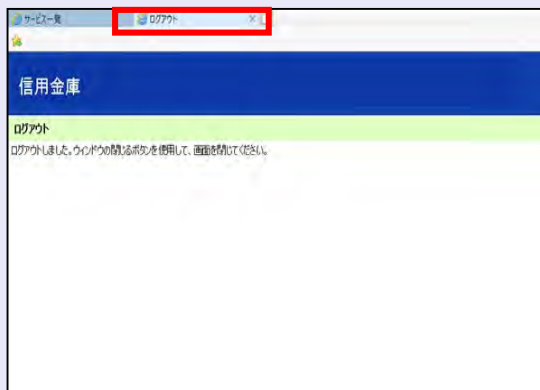 サービス一覧
ログアウト
信用金庫
ログアウト
ログアウトしました。ウィンドウの閉じるボタンを使用して、画面を閉じてください。